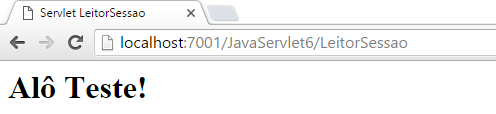 Servlet LeitorSessao
localhost:7001/JavaServlet6/LeitorSessao
Alô Teste!